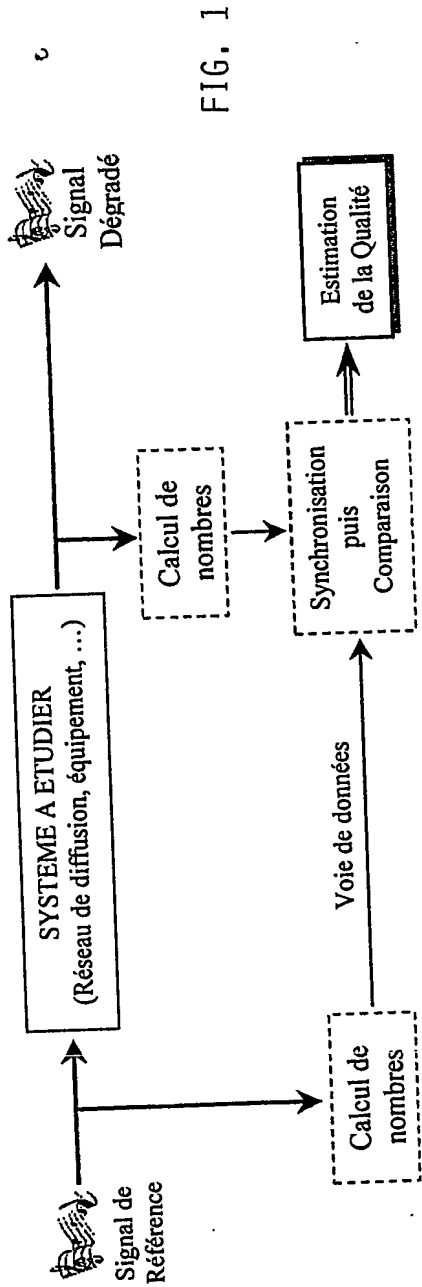 Signal de
Référence
SYSTEME A ETUDIER
(Réseau de diffusion, équipement, ...)
Signal
Dégradé
Calcul de
nombres
Calcul de
nombres
Voie de données
Synchronisation
puis
Comparaison
Estimation
de la Qualité
FIG. 1